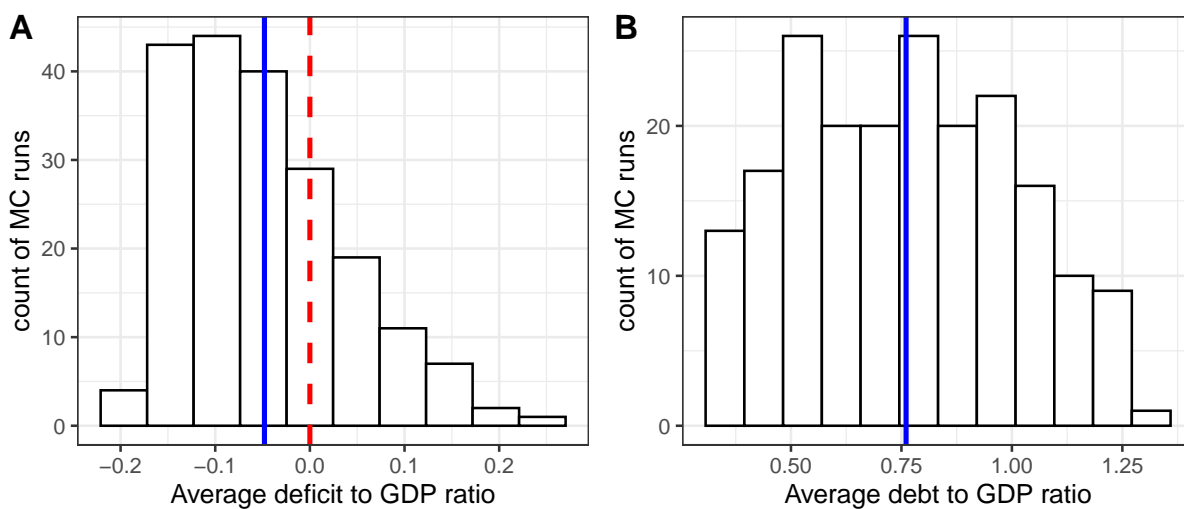 A
count of MC runs
40
30
20
10
0
−0.2 −0.1 0.0 0.1 0.2
Average deficit to GDP ratio
B
count of MC runs
20
10
0
0.50 0.75 1.00 1.25
Average debt to GDP ratio